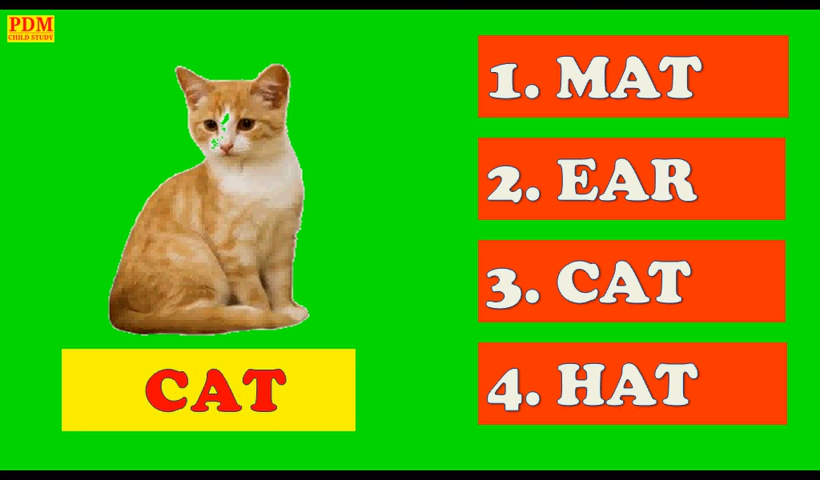 PDM
CHILD STUDY
CAT
1. MAT
2. EAR
3. CAT
4. HAT